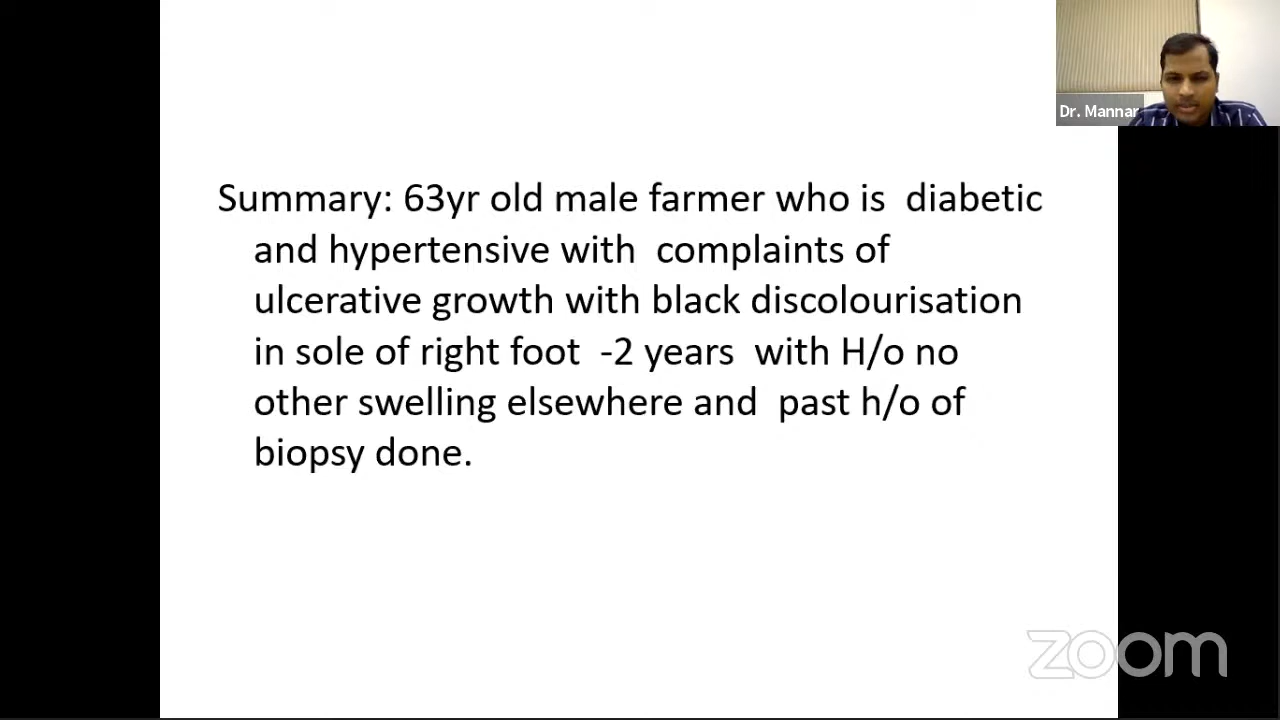 Dr. Mannar
Summary: 63yr old male farmer who is diabetic
and hypertensive with complaints of
ulcerative growth with black discolourisation
in sole of right foot -2 years with H/o no
other swelling elsewhere and past h/o of
biopsy done.
zoom